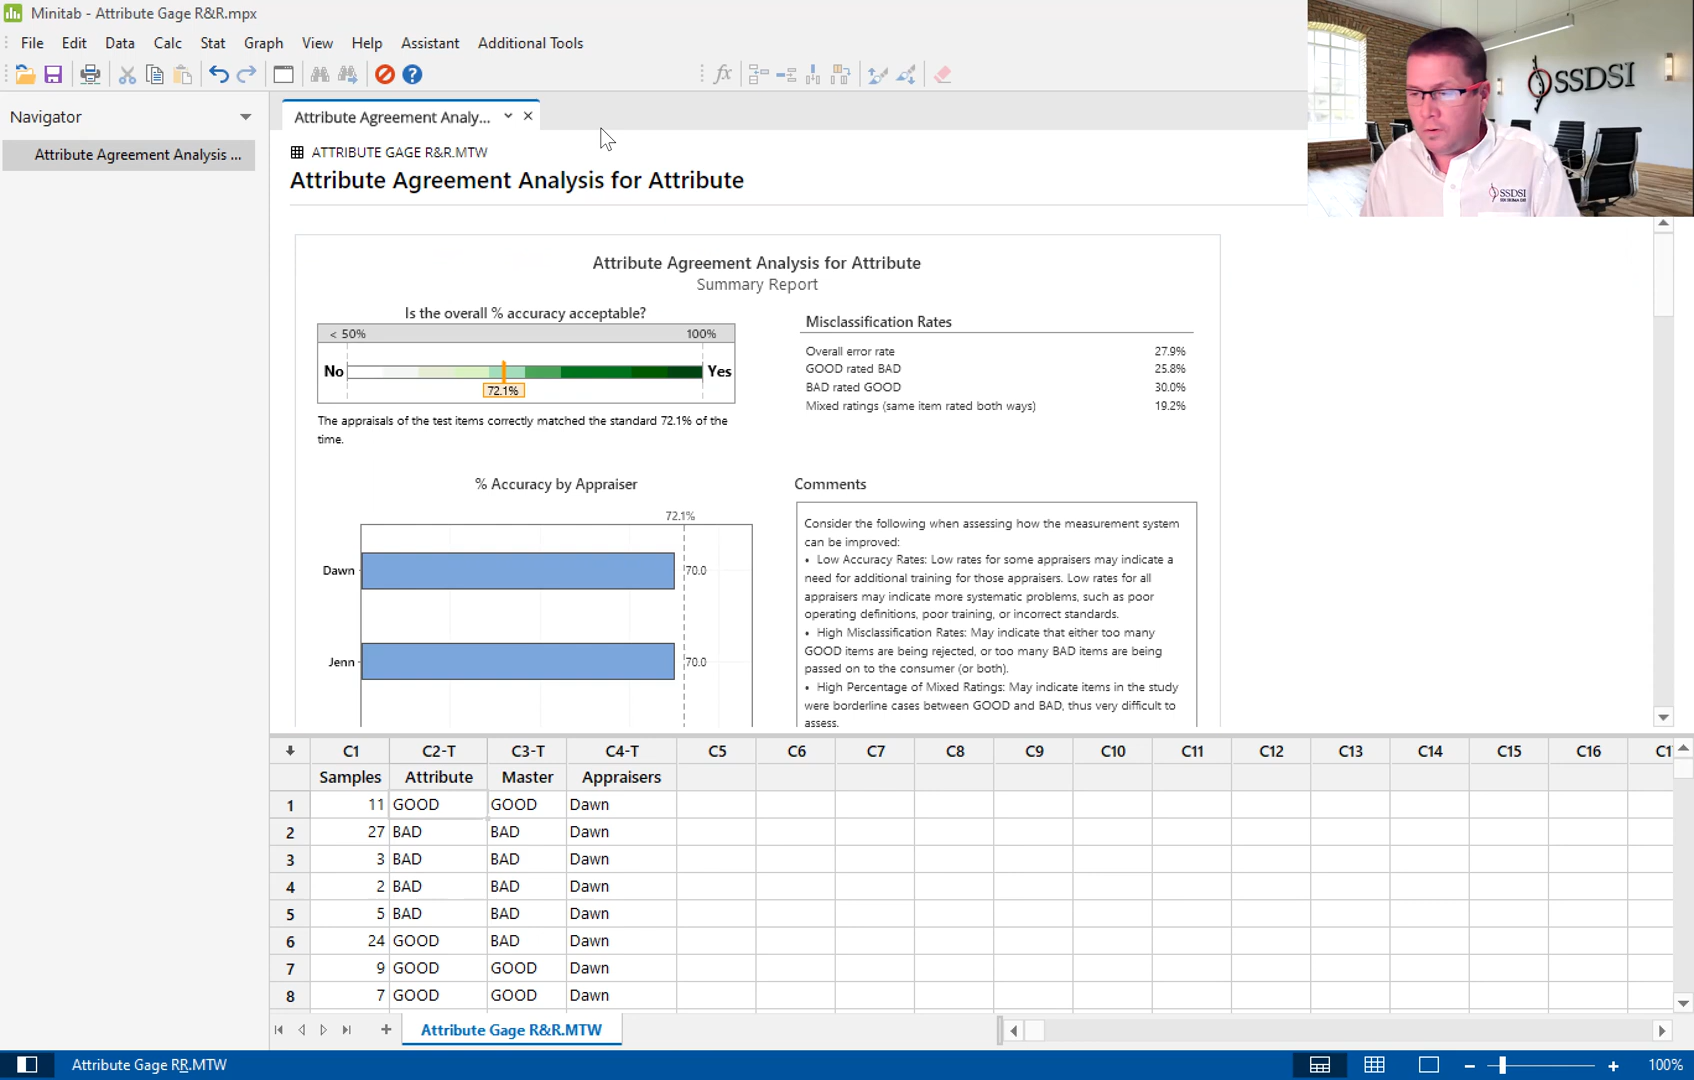 Minitab - Attribute Gage R&R.mpx
File Edit Data Calc Stat Graph View Help Assistant Additional Tools
fx
SSDSI
SSDSI
Navigator
Attribute Agreement Analysis ...
Attribute Agreement Analy...
ATTRIBUTE GAGE R&R.MTW
Attribute Agreement Analysis for Attribute
Attribute Agreement Analysis for Attribute
Summary Report
Is the overall % accuracy acceptable?
< 50% 100%
No Yes
72.1%
The appraisals of the test items correctly matched the standard 72.1% of the
time.
Misclassification Rates
Overall error rate 27.9%
GOOD rated BAD 25.8%
BAD rated GOOD 30.0%
Mixed ratings (same item rated both ways) 19.2%
% Accuracy by Appraiser
72.1%
Dawn 70.0
Jenn 70.0
Comments
Consider the following when assessing how the measurement system
can be improved:
• Low Accuracy Rates: Low rates for some appraisers may indicate a
need for additional training for those appraisers. Low rates for all
appraisers may indicate more systematic problems, such as poor
operating definitions, poor training, or incorrect standards.
• High Misclassification Rates: May indicate that either too many
GOOD items are being rejected, or too many BAD items are being
passed on to the consumer (or both).
• High Percentage of Mixed Ratings: May indicate items in the study
were borderline cases between GOOD and BAD, thus very difficult to
assess.
C1 C2-T C3-T C4-T C5 C6 C7 C8 C9 C10 C11 C12 C13 C14 C15 C16 C1
Samples Attribute Master Appraisers
1 11 GOOD GOOD Dawn
2 27 BAD BAD Dawn
3 3 BAD BAD Dawn
4 2 BAD BAD Dawn
5 5 BAD BAD Dawn
6 24 GOOD BAD Dawn
7 9 GOOD GOOD Dawn
8 7 GOOD GOOD Dawn
Attribute Gage R&R.MTW
Attribute Gage RR.MTW
100%